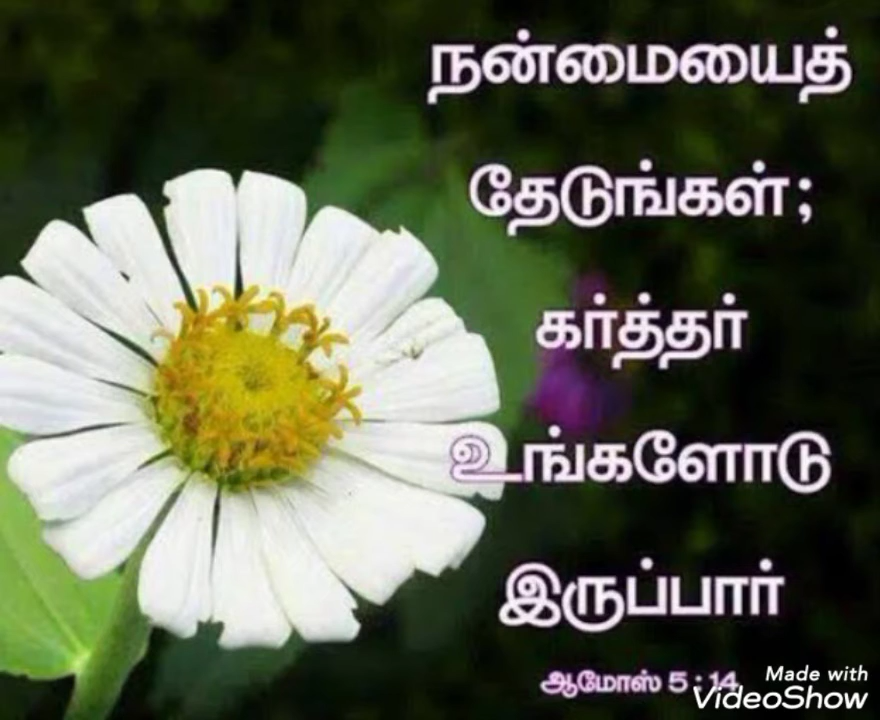 நன்மையைத்
தேடுங்கள்;
கர்த்தர்
உங்களோடு
இருப்பார்
ஆமோஸ் 5 : 14
Made with
VideoShow